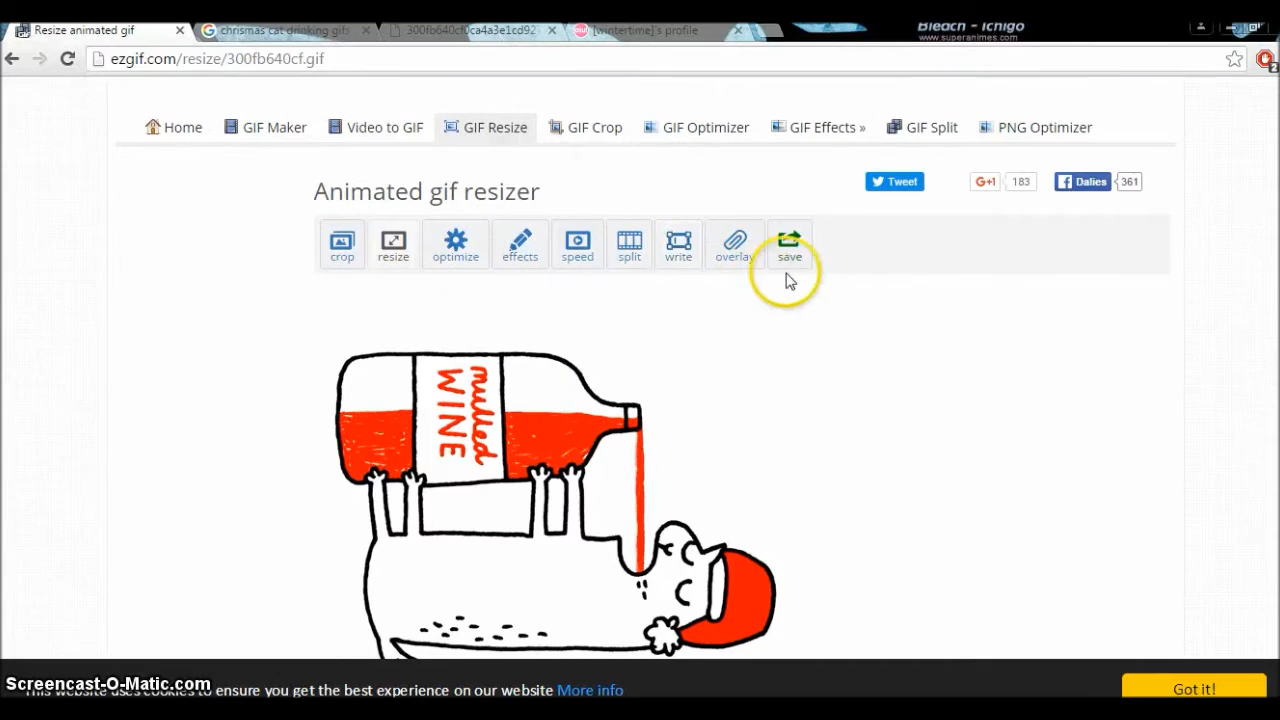 Resize animated gif
chrismas cat drinking gifs
300fb640cf0ca4a3e1cd92
[wintertime]'s profile
Bleach - Ichigo
www.superanimes.com
ezgif.com/resize/300fb640cf.gif
2
Home
GIF Maker
Video to GIF
GIF Resize
GIF Crop
GIF Optimizer
GIF Effects »
GIF Split
PNG Optimizer
Animated gif resizer
Tweet
G+1
183
Dalies
361
crop
resize
optimize
effects
speed
split
write
overlay
save
mulled
WINE
Screencast-O-Matic.com
This website uses cookies to ensure you get the best experience on our website More info
Got it!